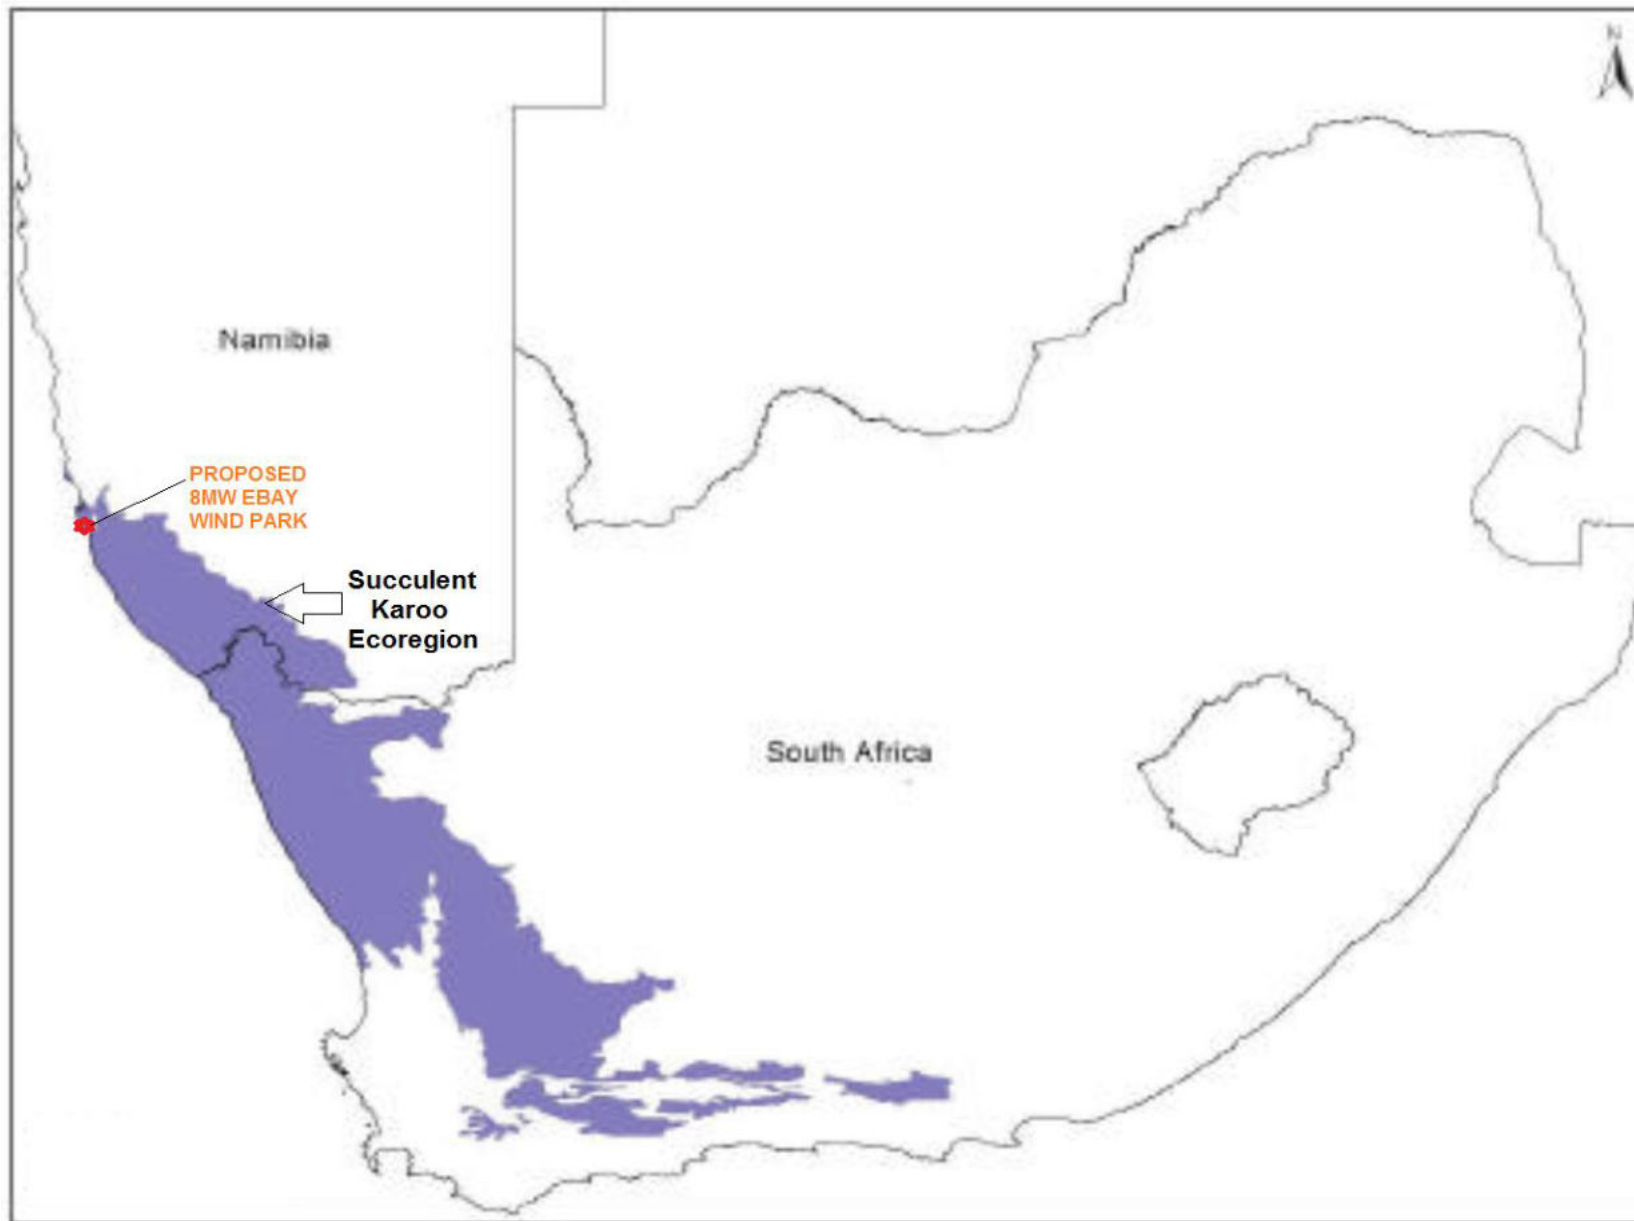 N
Namibia
PROPOSED
8MW EBAY
WIND PARK
Succulent
Karoo
Ecoregion
South Africa